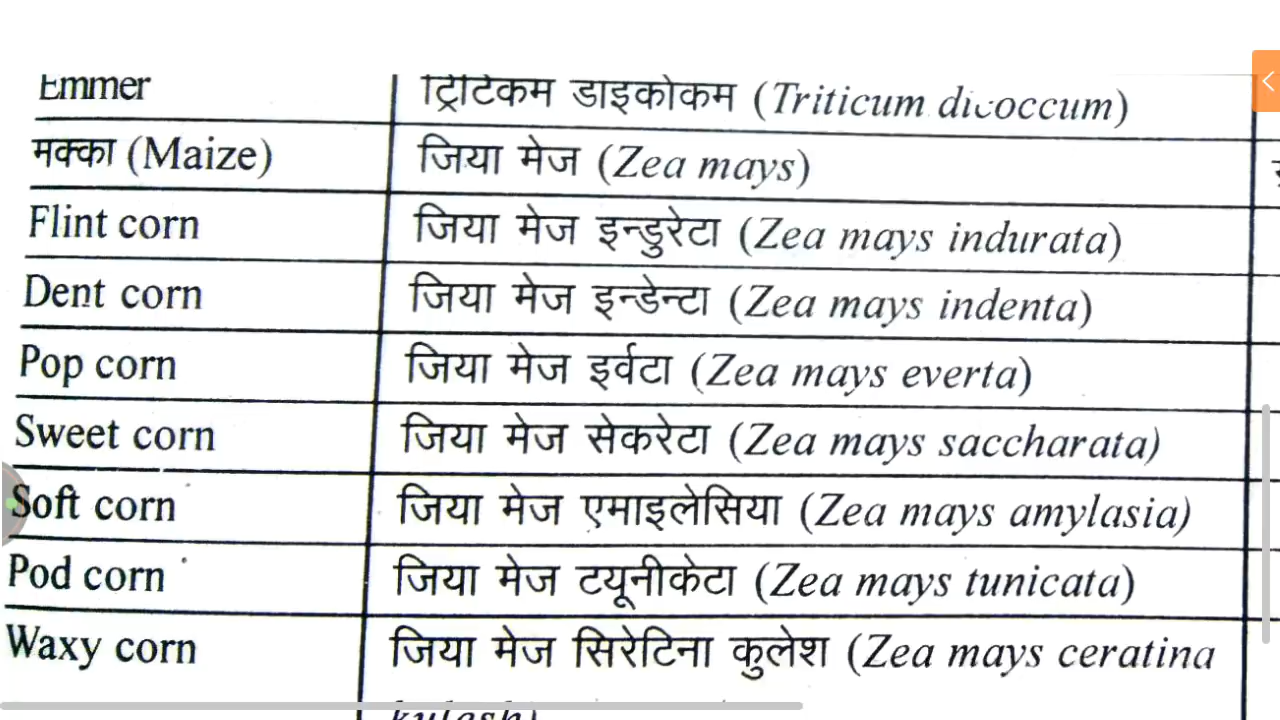 Emmer ट्रिटिकम डाइकोकम (Triticum dicoccum)
मक्का (Maize) जिया मेज (Zea mays)
Flint corn जिया मेज इन्डुरेटा (Zea mays indurata)
Dent corn जिया मेज इन्डेन्टा (Zea mays indenta)
Pop corn जिया मेज इर्वटा (Zea mays everta)
Sweet corn जिया मेज सेकरेटा (Zea mays saccharata)
Soft corn जिया मेज एमाइलेसिया (Zea mays amylasia)
Pod corn जिया मेज टयूनीकेटा (Zea mays tunicata)
Waxy corn जिया मेज सिरेटिना कुलेश (Zea mays ceratina
kulesh)